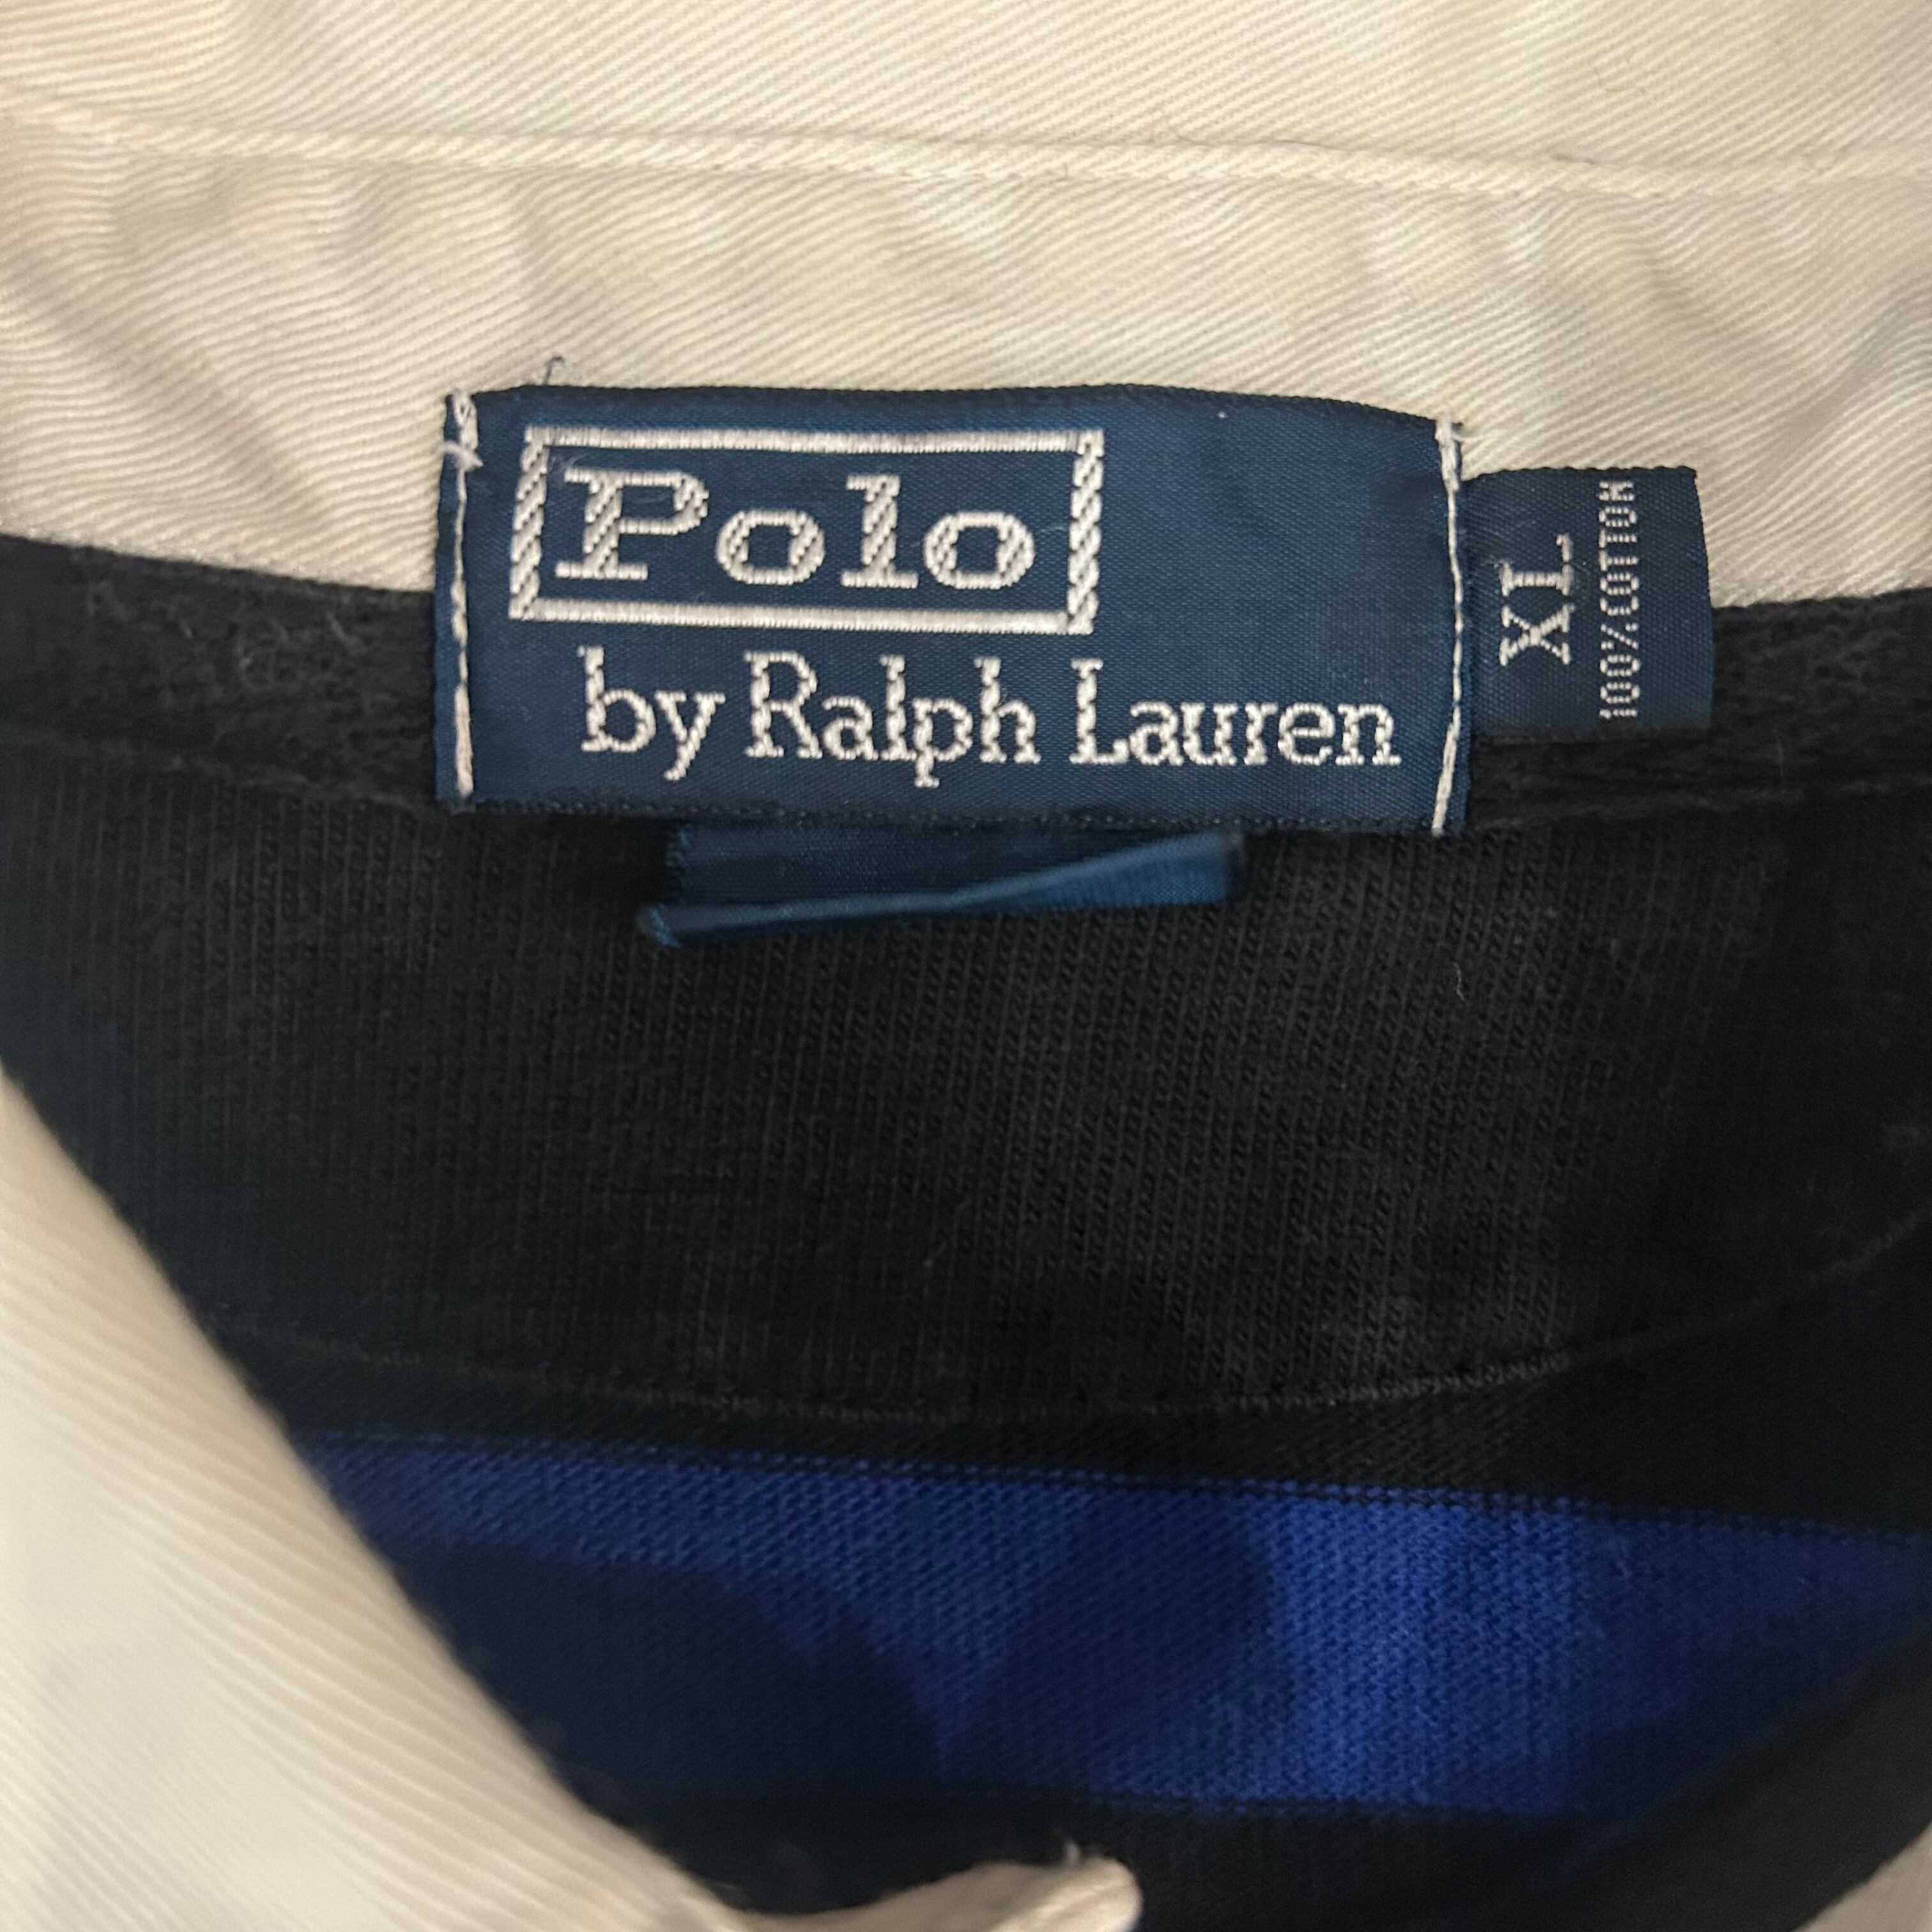 Polo
by Ralph Lauren
XL
100% COTTON